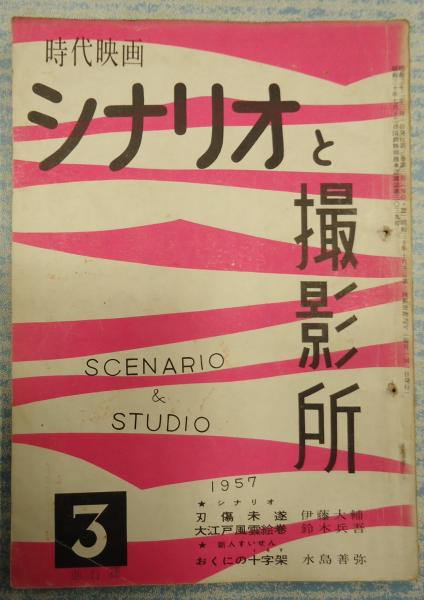 時代映画
シナリオと
撮影所
SCENARIO
&
STUDIO
1957
★ シナリオ
刃傷未遂 伊藤大輔
大江戸風雲絵巻 鈴木兵吾
★ 新人すいせん
おくにの十字架 水島善弥
3